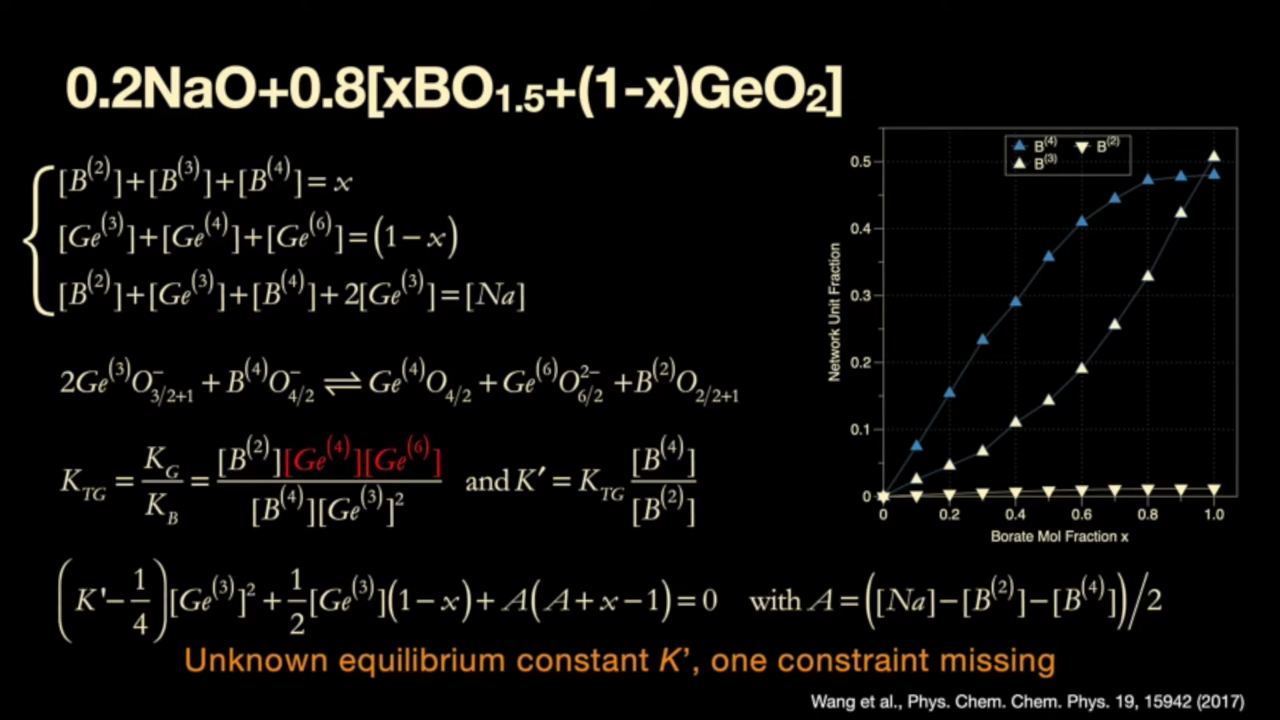 0.2NaO+0.8[xBO₁.₅+(1-x)GeO₂]
[B⁽²⁾]+[B⁽³⁾]+[B⁽⁴⁾]=x
[Ge⁽³⁾]+[Ge⁽⁴⁾]+[Ge⁽⁶⁾]=(1−x)
[B⁽²⁾]+[Ge⁽³⁾]+[B⁽⁴⁾]+2[Ge⁽³⁾]=[Na]
2Ge⁽³⁾O⁻₃/₂₊₁ + B⁽⁴⁾O⁻₄/₂ ⇌ Ge⁽⁴⁾O₄/₂ + Ge⁽⁶⁾O²⁻₆/₂ + B⁽²⁾O₂/₂₊₁
K_TG = K_G/K_B = [B⁽²⁾][Ge⁽⁴⁾][Ge⁽⁶⁾]/[B⁽⁴⁾][Ge⁽³⁾]² and K′ = K_TG [B⁽⁴⁾]/[B⁽²⁾]
(K'−1/4)[Ge⁽³⁾]²+1/2[Ge⁽³⁾](1−x)+A(A+x−1)=0 with A=([Na]−[B⁽²⁾]−[B⁽⁴⁾])/2
Unknown equilibrium constant K’, one constraint missing
Wang et al., Phys. Chem. Chem. Phys. 19, 15942 (2017)
B⁽⁴⁾ B⁽²⁾
B⁽³⁾
Network Unit Fraction
0.5
0.4
0.3
0.2
0.1
0
0 0.2 0.4 0.6 0.8 1.0
Borate Mol Fraction x